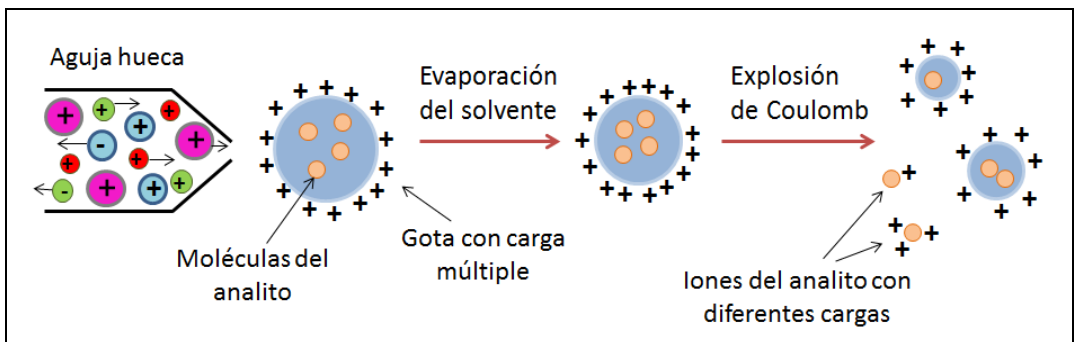 Aguja hueca
Evaporación
del solvente
Explosión
de Coulomb
Moléculas del
analito
Gota con carga
múltiple
Iones del analito con
diferentes cargas